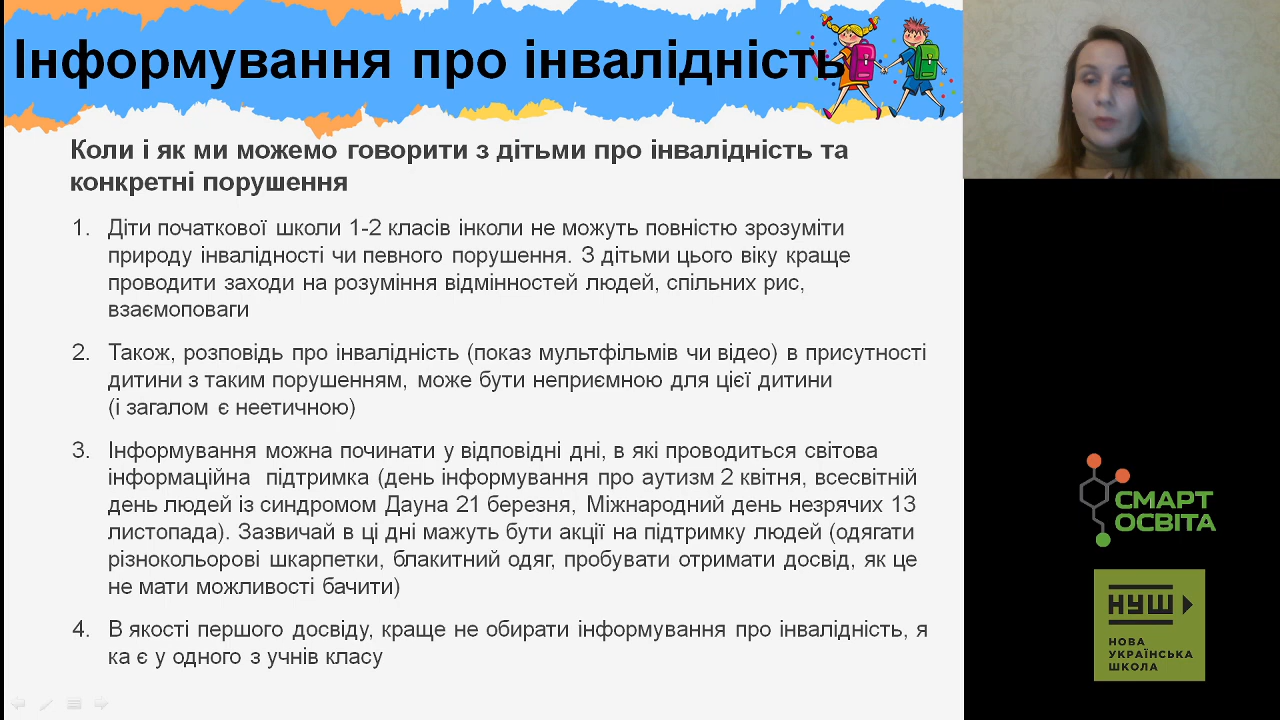 Інформування про інвалідність
Коли і як ми можемо говорити з дітьми про інвалідність та
конкретні порушення
1. Діти початкової школи 1-2 класів інколи не можуть повністю зрозуміти
природу інвалідності чи певного порушення. З дітьми цього віку краще
проводити заходи на розуміння відмінностей людей, спільних рис,
взаємоповаги
2. Також, розповідь про інвалідність (показ мультфільмів чи відео) в присутності
дитини з таким порушенням, може бути неприємною для цієї дитини
(і загалом є неетичною)
3. Інформування можна починати у відповідні дні, в які проводиться світова
інформаційна підтримка (день інформування про аутизм 2 квітня, всесвітній
день людей із синдромом Дауна 21 березня, Міжнародний день незрячих 13
листопада). Зазвичай в ці дні мажуть бути акції на підтримку людей (одягати
різнокольорові шкарпетки, блакитний одяг, пробувати отримати досвід, як це
не мати можливості бачити)
4. В якості першого досвіду, краще не обирати інформування про інвалідність, я
ка є у одного з учнів класу
СМАРТ
ОСВІТА
НУШ
НОВА
УКРАЇНСЬКА
ШКОЛА